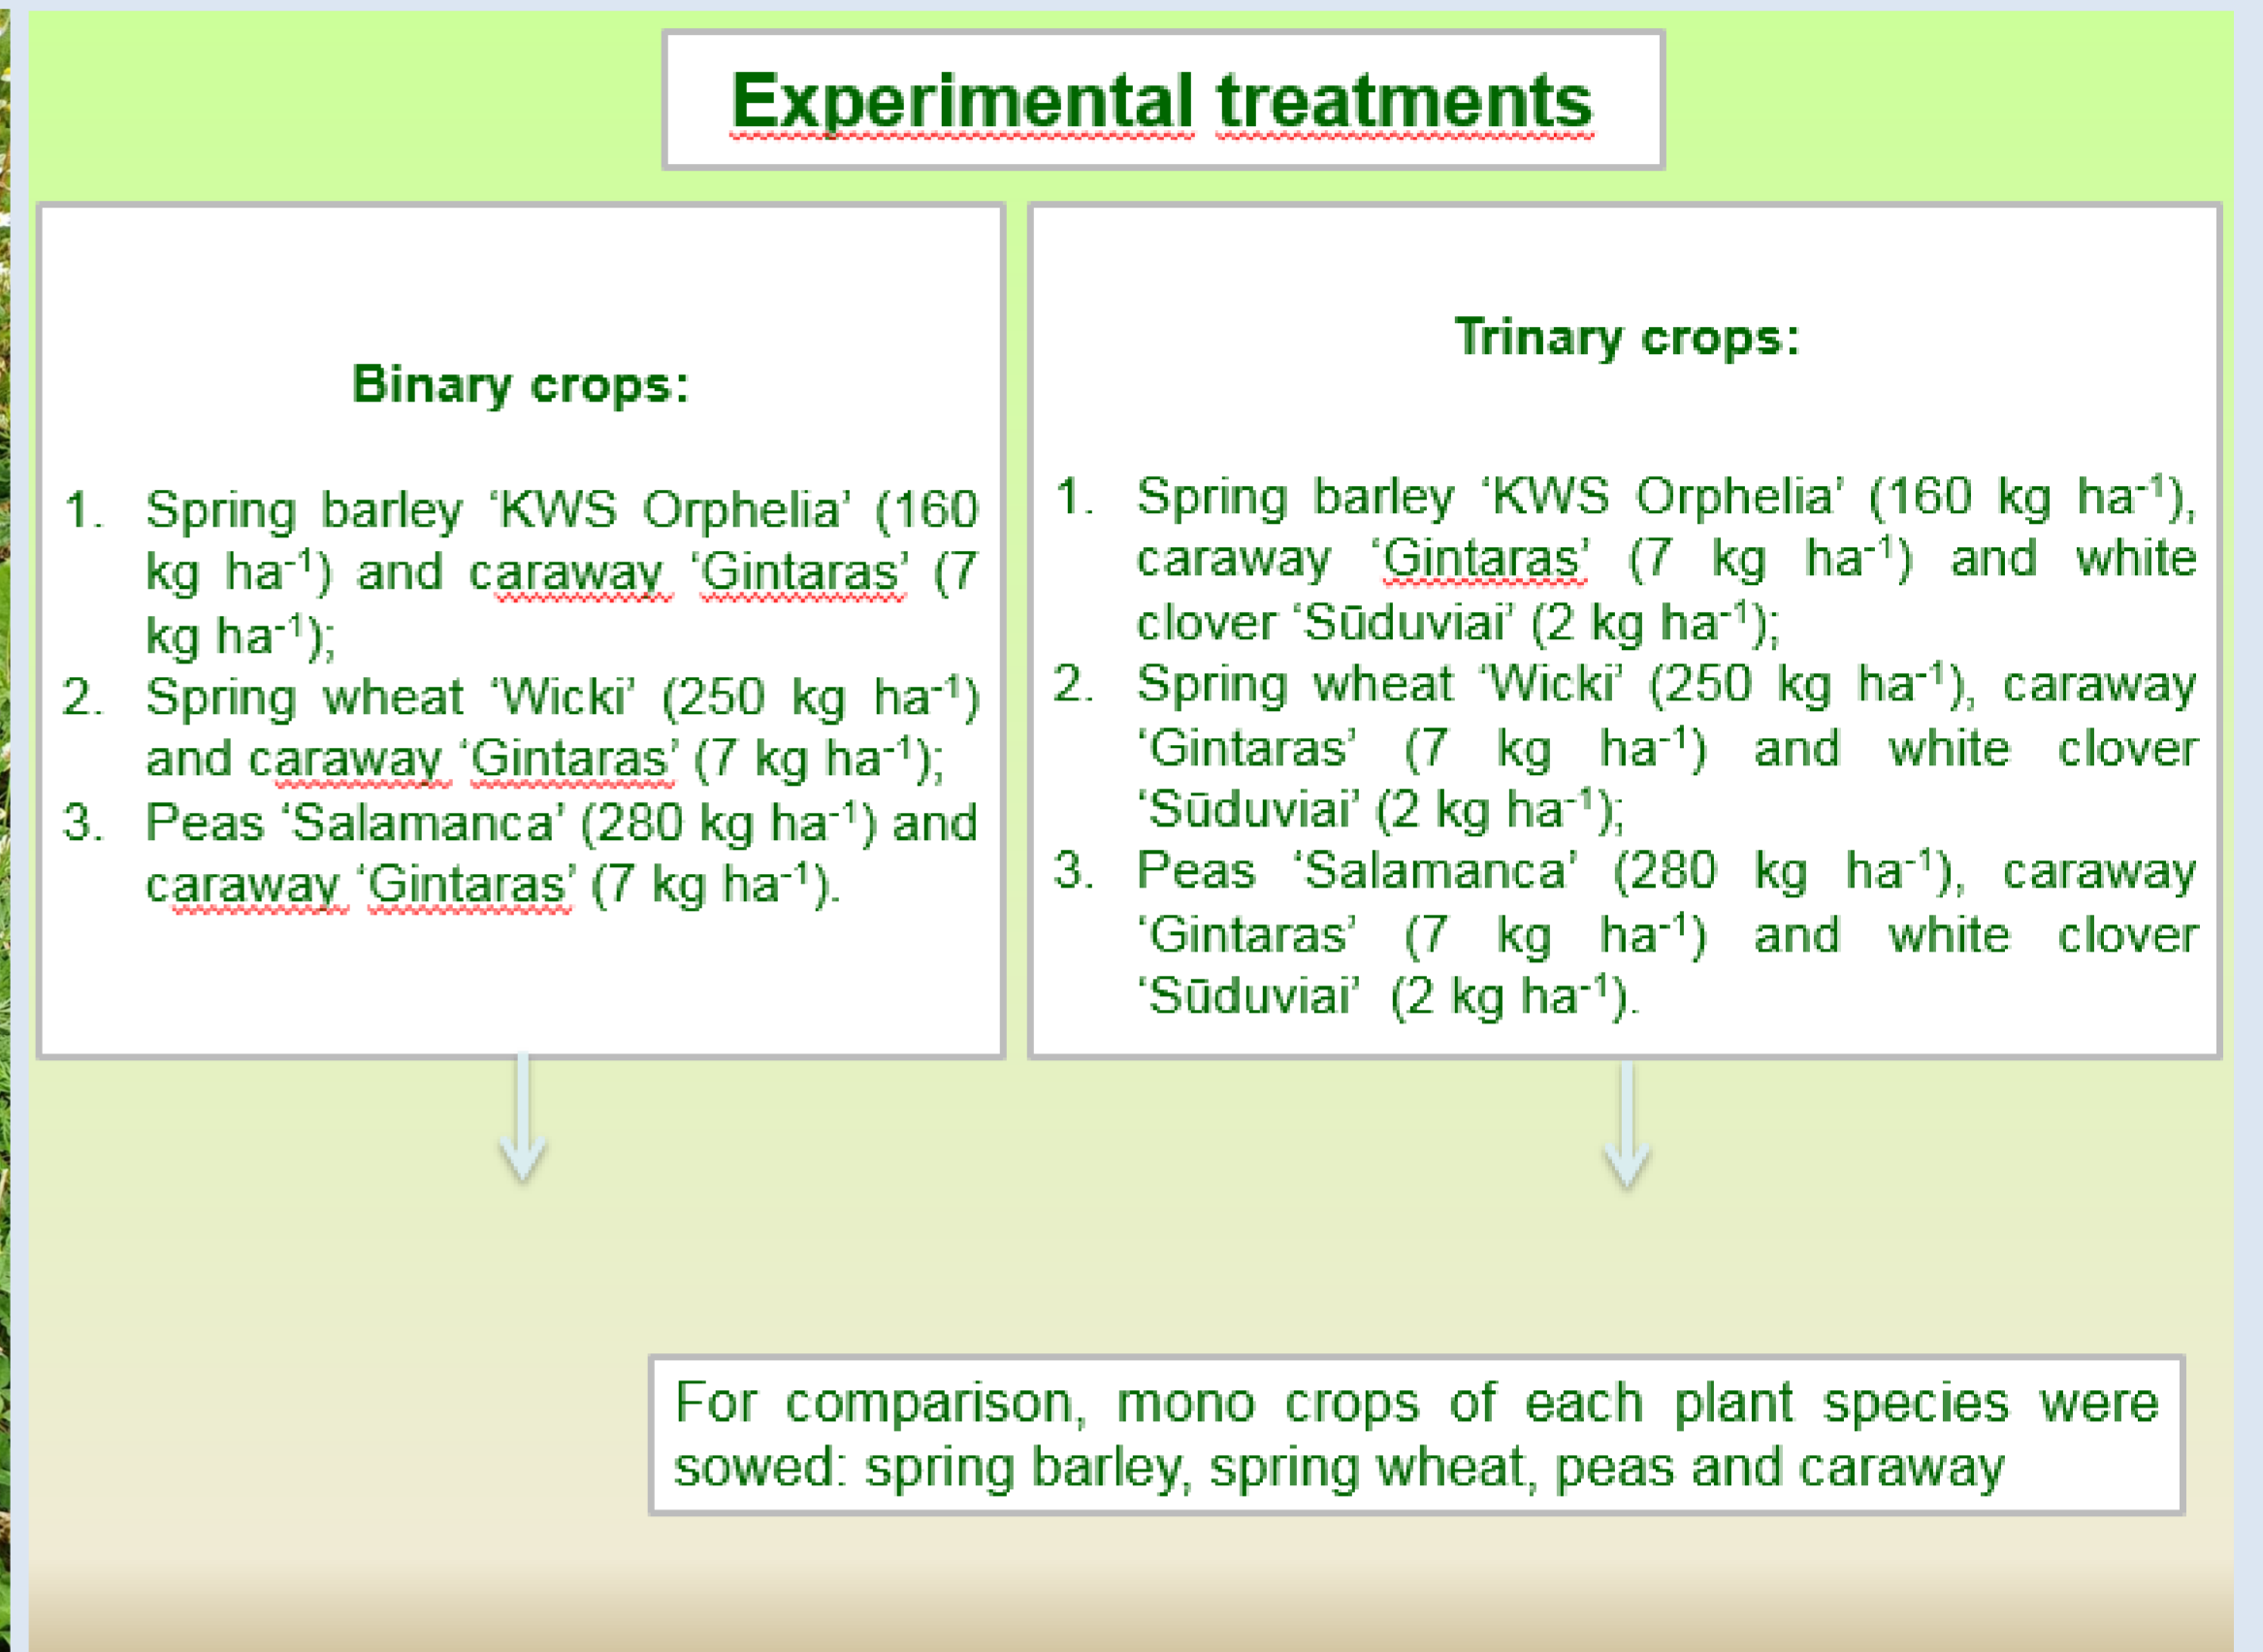 Experimental treatments
Binary crops:
1. Spring barley ‘KWS Orphelia’ (160
kg ha⁻¹) and caraway ‘Gintaras’ (7
kg ha⁻¹);
2. Spring wheat ‘Wicki’ (250 kg ha⁻¹)
and caraway ‘Gintaras’ (7 kg ha⁻¹);
3. Peas ‘Salamanca’ (280 kg ha⁻¹) and
caraway ‘Gintaras’ (7 kg ha⁻¹).
Trinary crops:
1. Spring barley ‘KWS Orphelia’ (160 kg ha⁻¹),
caraway ‘Gintaras’ (7 kg ha⁻¹) and white
clover ‘Sūduviai’ (2 kg ha⁻¹);
2. Spring wheat ‘Wicki’ (250 kg ha⁻¹), caraway
‘Gintaras’ (7 kg ha⁻¹) and white clover
‘Sūduviai’ (2 kg ha⁻¹);
3. Peas ‘Salamanca’ (280 kg ha⁻¹), caraway
‘Gintaras’ (7 kg ha⁻¹) and white clover
‘Sūduviai’ (2 kg ha⁻¹).
For comparison, mono crops of each plant species were
sowed: spring barley, spring wheat, peas and caraway